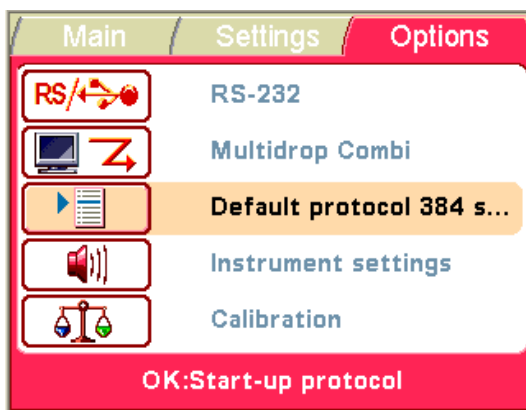 Main
Settings
Options
RS/
RS-232
Multidrop Combi
Default protocol 384 s...
Instrument settings
Calibration
OK:Start-up protocol